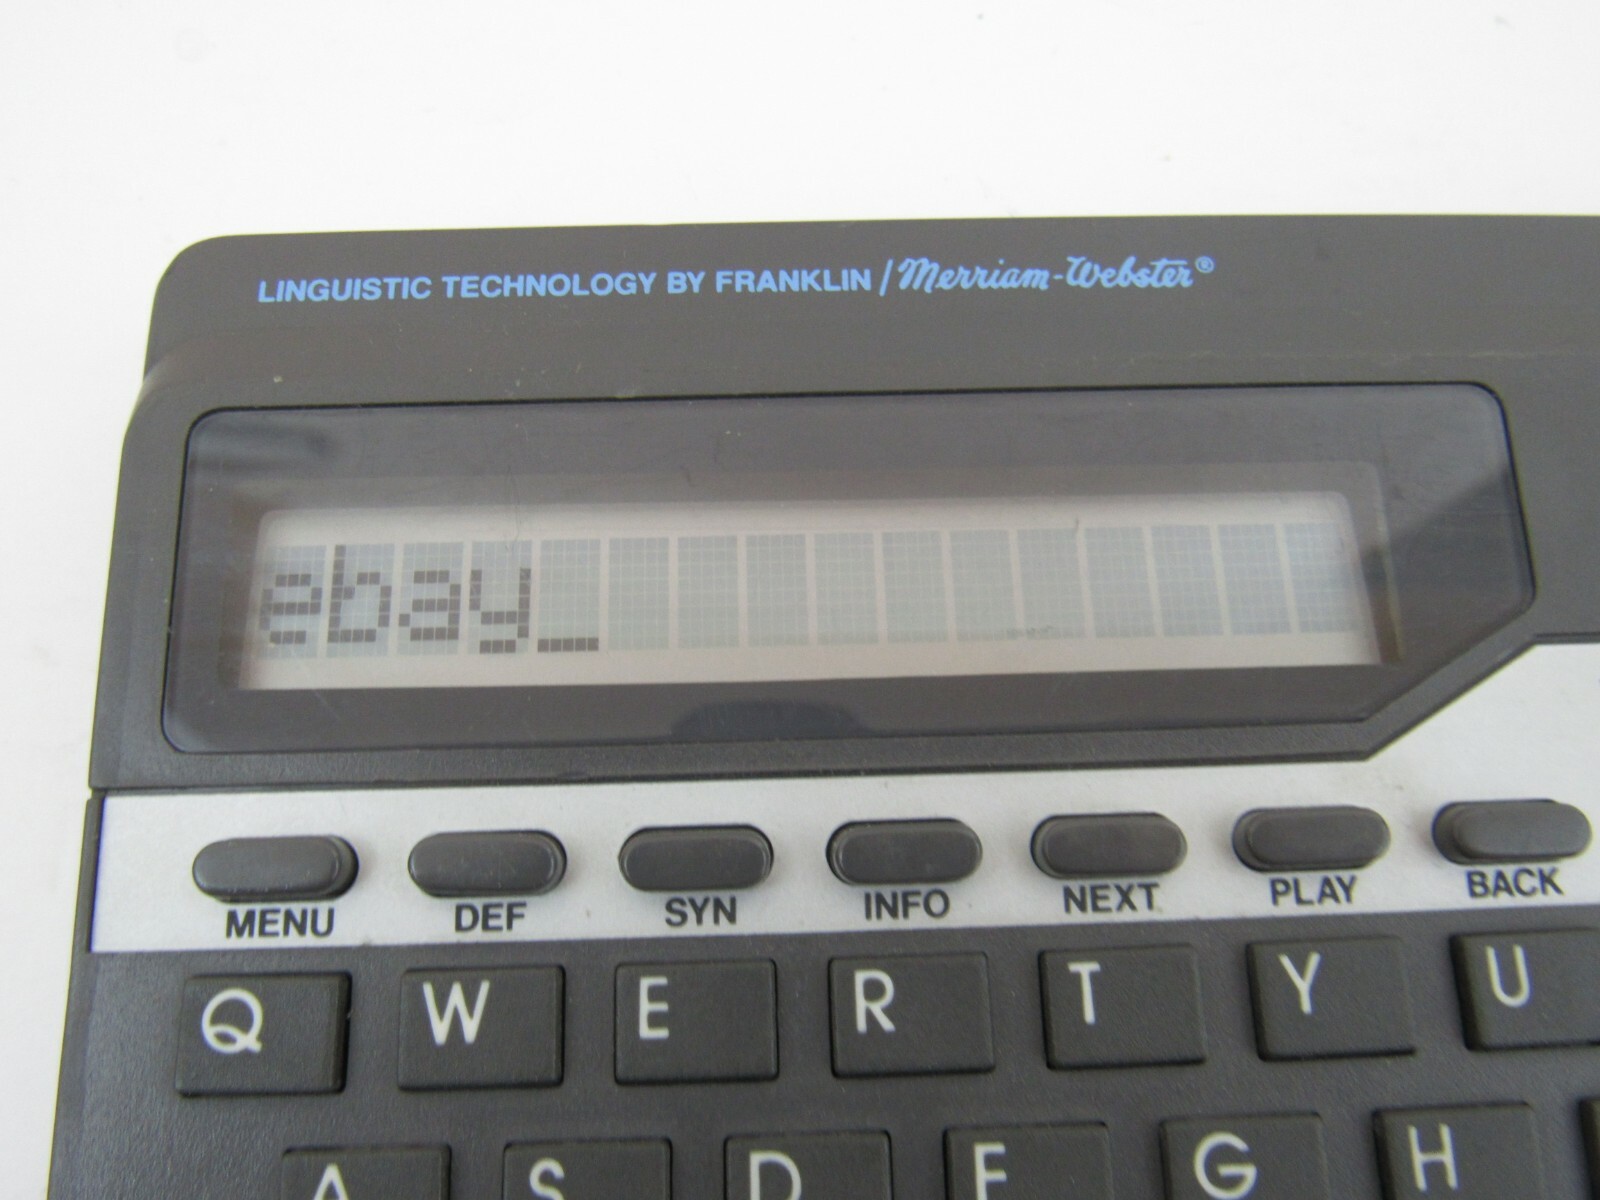 LINGUISTIC TECHNOLOGY BY FRANKLIN / Merriam-Webster®
ebay_
MENU DEF SYN INFO NEXT PLAY BACK
Q W E R T Y U
A S D F G H